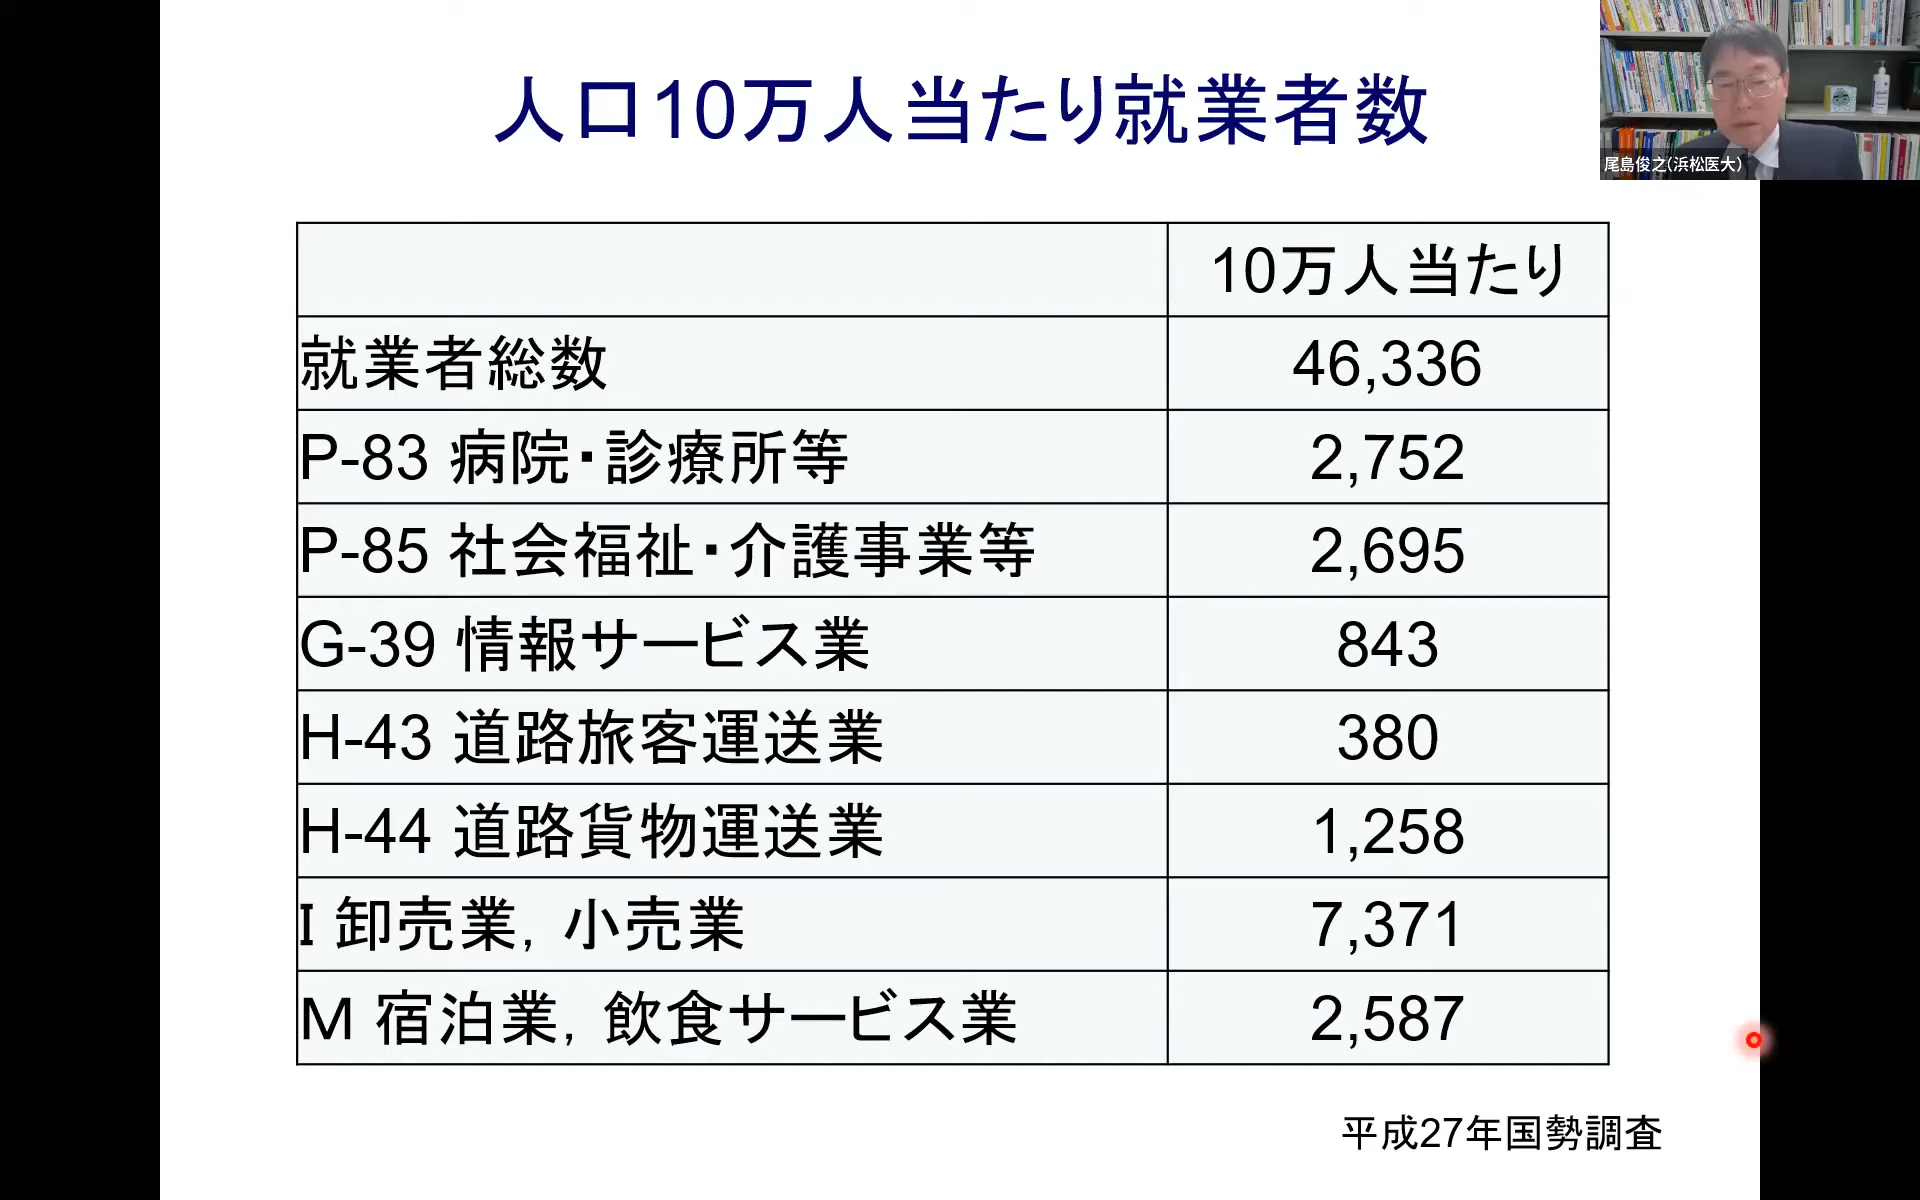 人口10万人当たり就業者数
尾島俊之(浜松医大)
10万人当たり
就業者総数 46,336
P-83 病院・診療所等 2,752
P-85 社会福祉・介護事業等 2,695
G-39 情報サービス業 843
H-43 道路旅客運送業 380
H-44 道路貨物運送業 1,258
I 卸売業，小売業 7,371
M 宿泊業，飲食サービス業 2,587
平成27年国勢調査